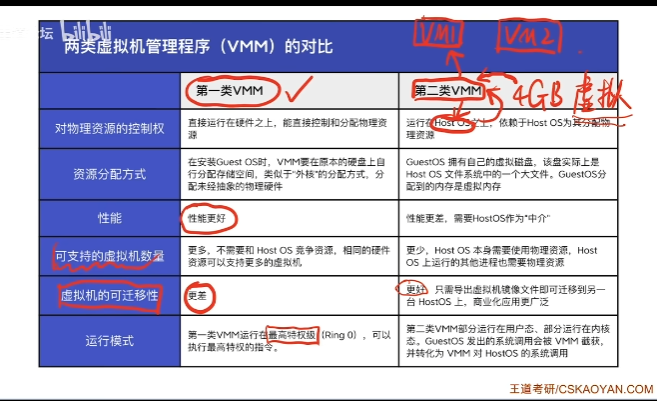 坛 bilibili
两类虚拟机管理程序（VMM）的对比
VM1 VM2
第一类VMM
第二类VMM
4GB 虚拟
对物理资源的控制权
直接运行在硬件之上，能直接控制和分配物理资
源
运行在Host OS之上，依赖于Host OS为其分配物
理资源
资源分配方式
在安装Guest OS时，VMM要在原本的硬盘上自
行分配存储空间，类似于“外核”的分配方式，分
配未经抽象的物理硬件
GuestOS 拥有自己的虚拟磁盘，该盘实际上是
Host OS 文件系统中的一个大文件。GuestOS分
配到的内存是虚拟内存
性能
性能更好
性能更差，需要HostOS作为“中介”
可支持的虚拟机数量
更多，不需要和 Host OS 竞争资源，相同的硬件
资源可以支持更多的虚拟机
更少，Host OS 本身需要使用物理资源，Host
OS 上运行的其他进程也需要物理资源
虚拟机的可迁移性
更差
更好，只需导出虚拟机镜像文件即可迁移到另一
台 HostOS 上，商业化应用更广泛
运行模式
第一类VMM运行在最高特权级（Ring 0），可以
执行最高特权的指令。
第二类VMM部分运行在用户态、部分运行在内核
态。GuestOS 发出的系统调用会被 VMM 截获，
并转化为 VMM 对 HostOS 的系统调用
王道考研/CSKAOYAN.COM